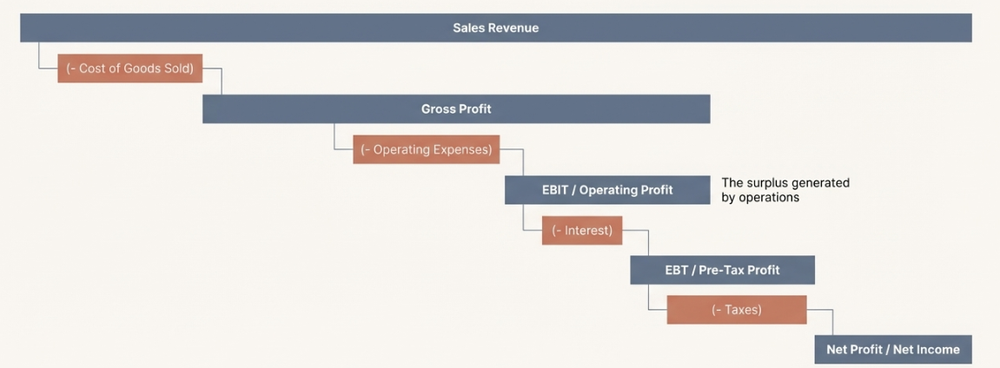 Sales Revenue
(- Cost of Goods Sold)
Gross Profit
(- Operating Expenses)
EBIT / Operating Profit
The surplus generated
by operations
(- Interest)
EBT / Pre-Tax Profit
(- Taxes)
Net Profit / Net Income